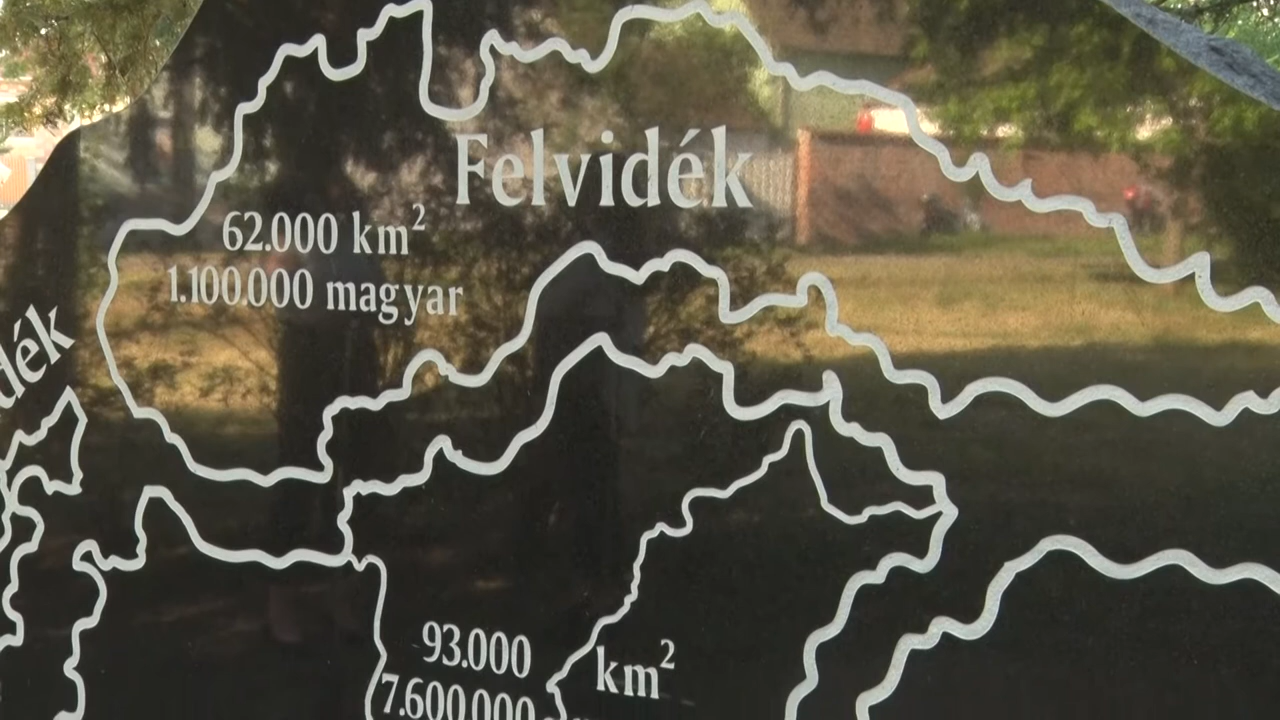 Felvidék
62.000 km²
1.100.000 magyar
dék
93.000 km²
7.600.000